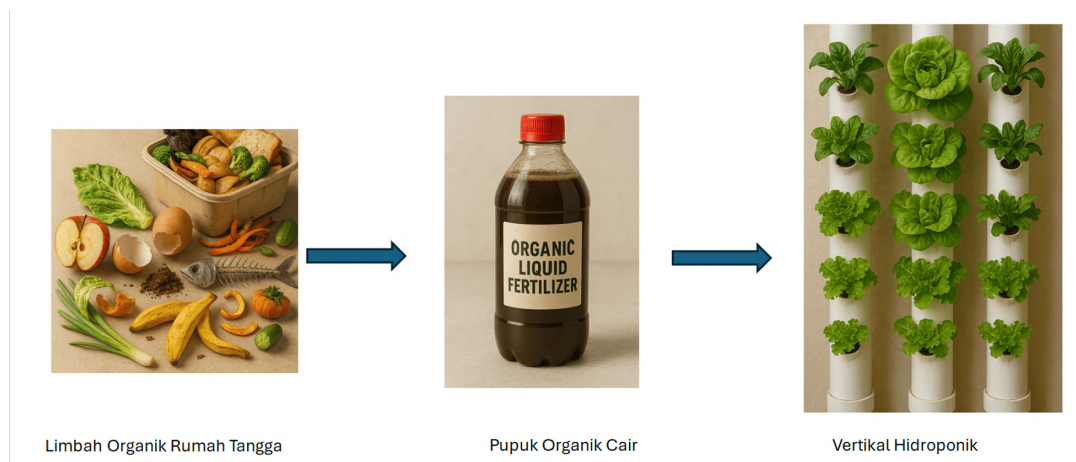 ORGANIC
LIQUID
FERTILIZER
Limbah Organik Rumah Tangga
Pupuk Organik Cair
Vertikal Hidroponik